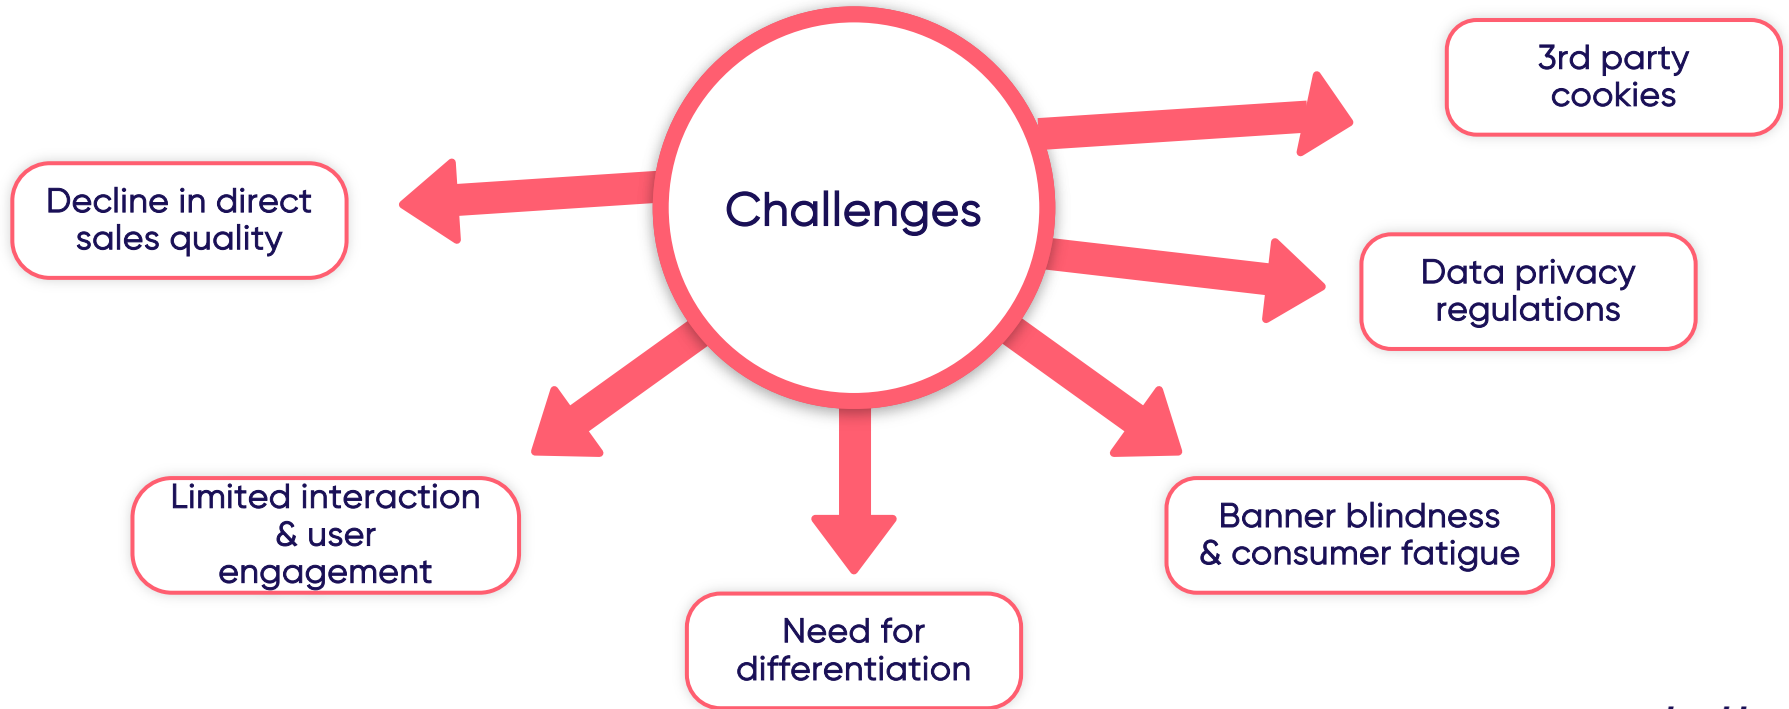 Challenges
3rd party
cookies
Data privacy
regulations
Banner blindness
& consumer fatigue
Need for
differentiation
Limited interaction
& user
engagement
Decline in direct
sales quality